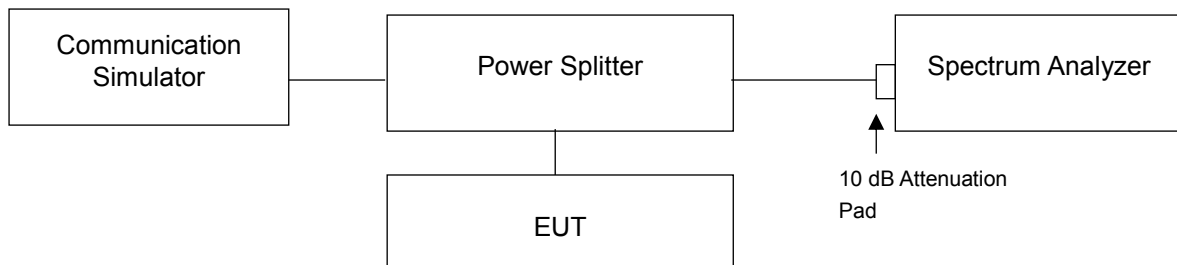 Communication
Simulator
Power Splitter
Spectrum Analyzer
10 dB Attenuation
Pad
EUT